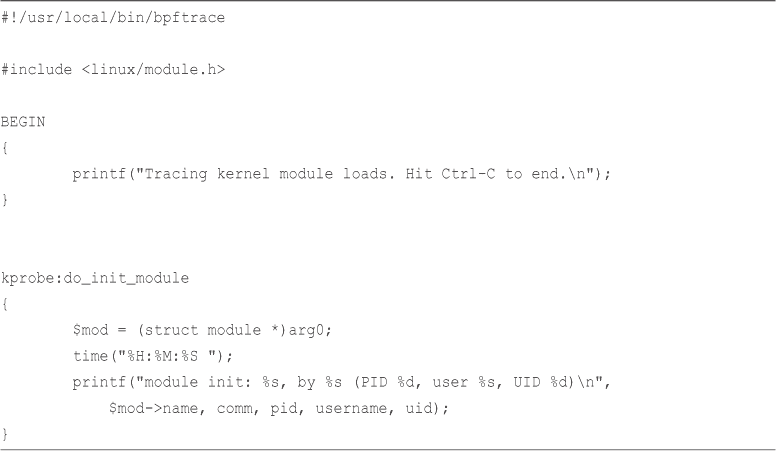 #!/usr/local/bin/bpftrace
#include <linux/module.h>
BEGIN
{
        printf("Tracing kernel module loads. Hit Ctrl-C to end.\n");
}
kprobe:do_init_module
{
        $mod = (struct module *)arg0;
        time("%H:%M:%S ");
        printf("module init: %s, by %s (PID %d, user %s, UID %d)\n",
            $mod->name, comm, pid, username, uid);
}